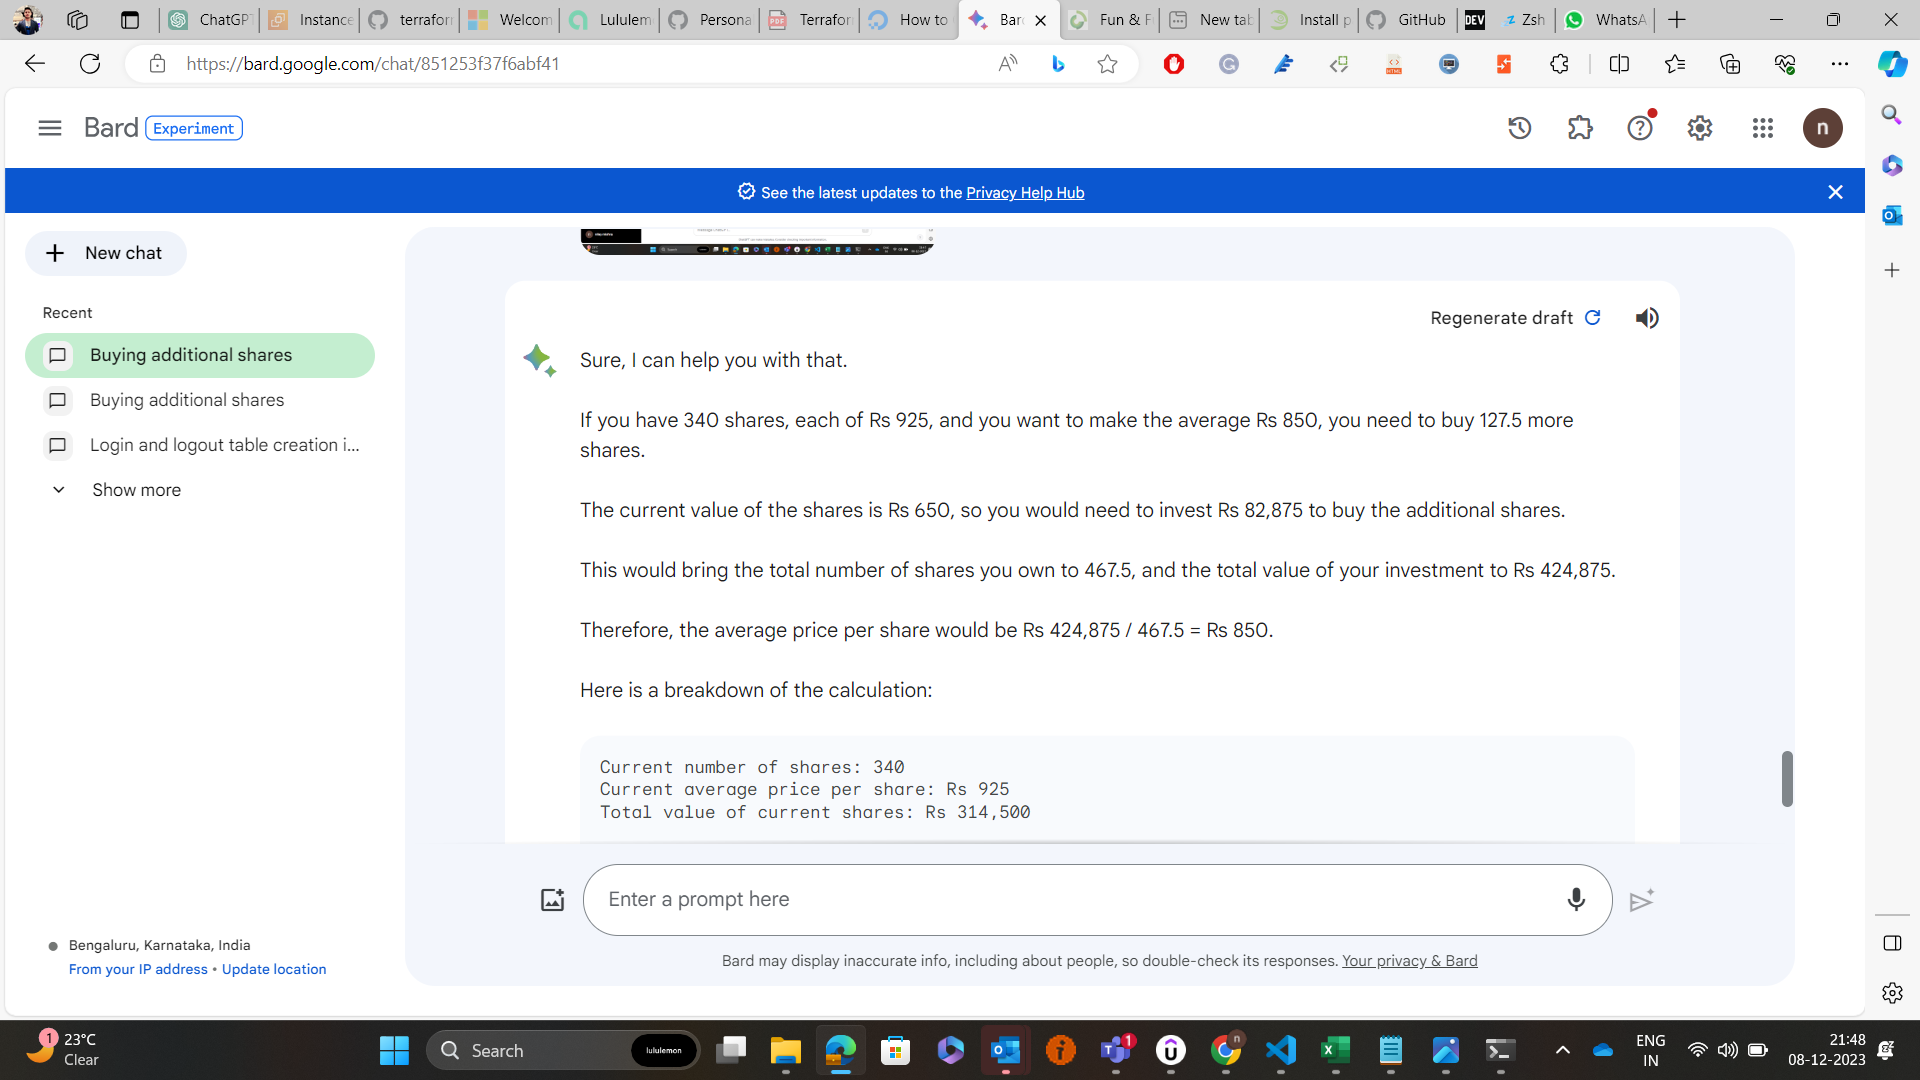 ChatGPT
Instance
terraform
Welcom
Lululem
Persona
Terrafor
How to
Bard
Fun & F
New tab
Install p
GitHub
DEV
Zsh
WhatsA
https://bard.google.com/chat/851253f37f6abf41
Bard Experiment
n
See the latest updates to the Privacy Help Hub
New chat
Recent
Buying additional shares
Buying additional shares
Login and logout table creation i...
Show more
Regenerate draft
Sure, I can help you with that.
If you have 340 shares, each of Rs 925, and you want to make the average Rs 850, you need to buy 127.5 more
shares.
The current value of the shares is Rs 650, so you would need to invest Rs 82,875 to buy the additional shares.
This would bring the total number of shares you own to 467.5, and the total value of your investment to Rs 424,875.
Therefore, the average price per share would be Rs 424,875 / 467.5 = Rs 850.
Here is a breakdown of the calculation:
Current number of shares: 340
Current average price per share: Rs 925
Total value of current shares: Rs 314,500
Enter a prompt here
Bard may display inaccurate info, including about people, so double-check its responses. Your privacy & Bard
Bengaluru, Karnataka, India
From your IP address • Update location
1
23°C
Clear
Search
lululemon
1
n
ENG
IN
21:48
08-12-2023